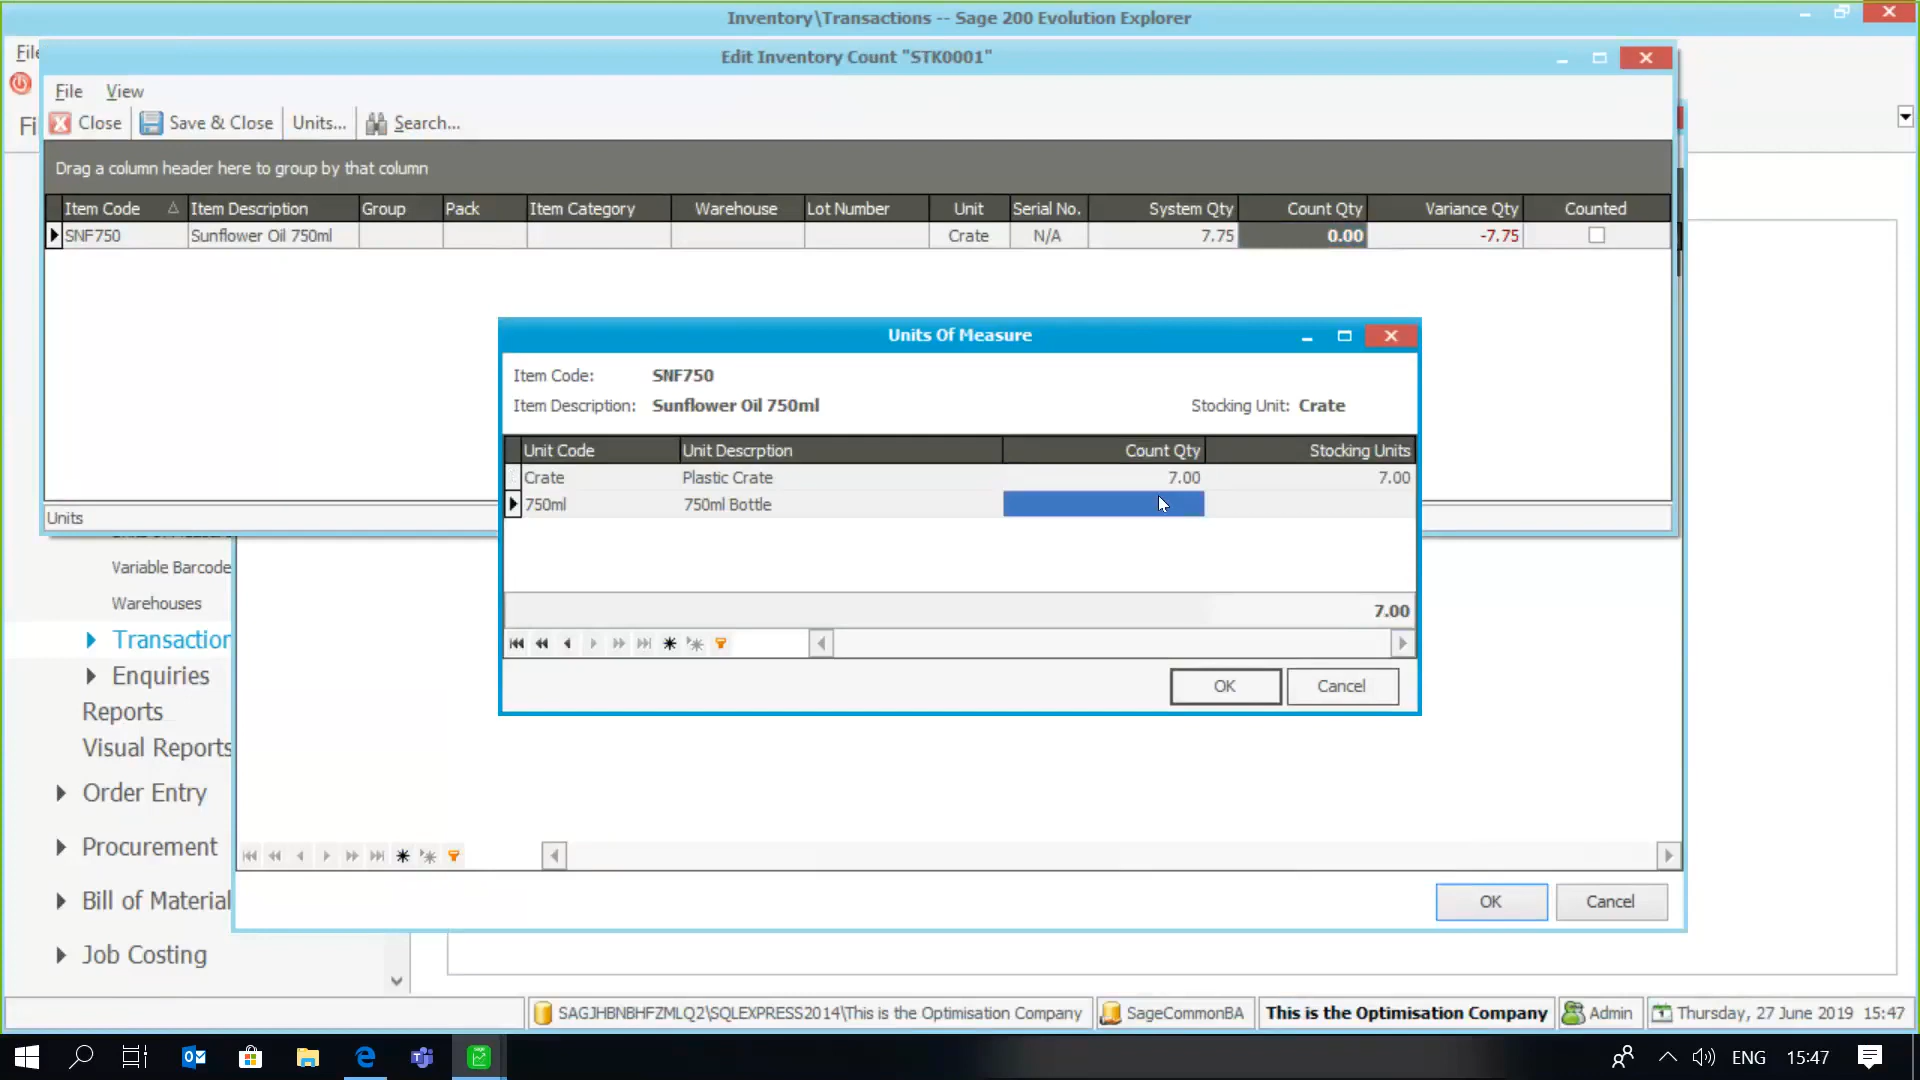 Inventory\Transactions -- Sage 200 Evolution Explorer
File
Edit Inventory Count "STK0001"
File View
Fi
Close Save & Close Units... Search...
Drag a column header here to group by that column
Item Code Item Description Group Pack Item Category Warehouse Lot Number Unit Serial No. System Qty Count Qty Variance Qty Counted
SNF750 Sunflower Oil 750ml Crate N/A 7.75 0.00 -7.75
Units Of Measure
Item Code: SNF750
Item Description: Sunflower Oil 750ml Stocking Unit: Crate
Unit Code Unit Descrption Count Qty Stocking Units
Crate Plastic Crate 7.00 7.00
750ml 750ml Bottle
7.00
OK Cancel
Units
Variable Barcode
Warehouses
Transaction
Enquiries
Reports
Visual Reports
Order Entry
Procurement
Bill of Material
Job Costing
OK Cancel
SAGJHBNBHFZMLQ2\SQLEXPRESS2014\This is the Optimisation Company SageCommonBA This is the Optimisation Company Admin Thursday, 27 June 2019 15:47
ENG 15:47